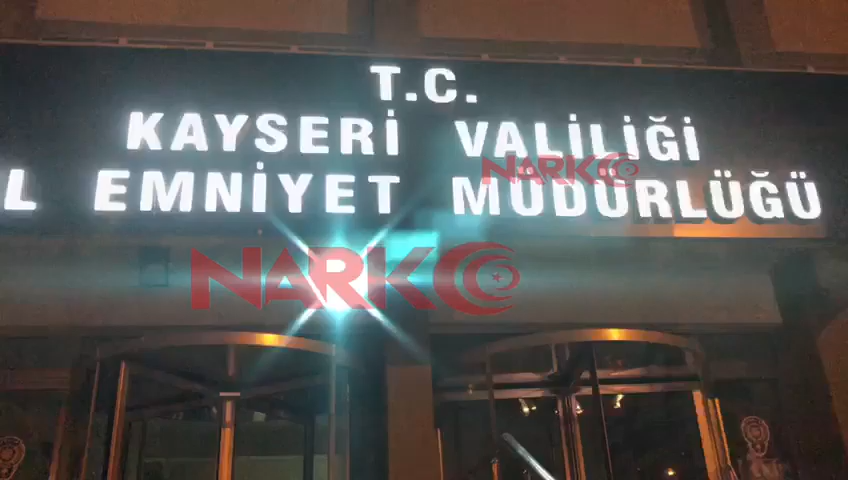 T.C.
KAYSERİ VALİLİĞİ
NARKO
L EMNİYET MÜDÜRLÜĞÜ
NARKO